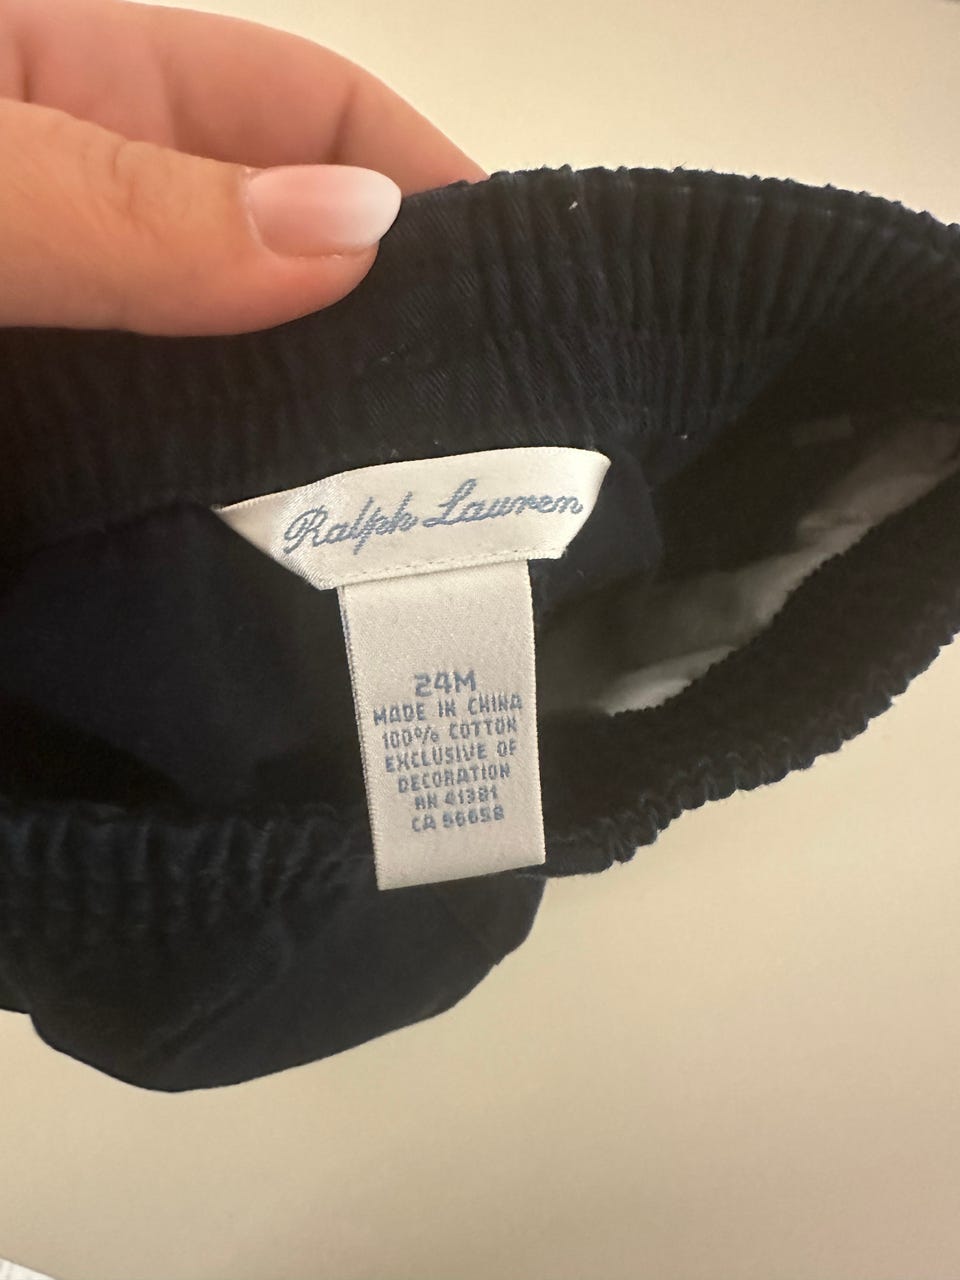 Ralph Lauren
24M
MADE IN CHINA
100% COTTON
EXCLUSIVE OF
DECORATION
RN 41381
CA 56658